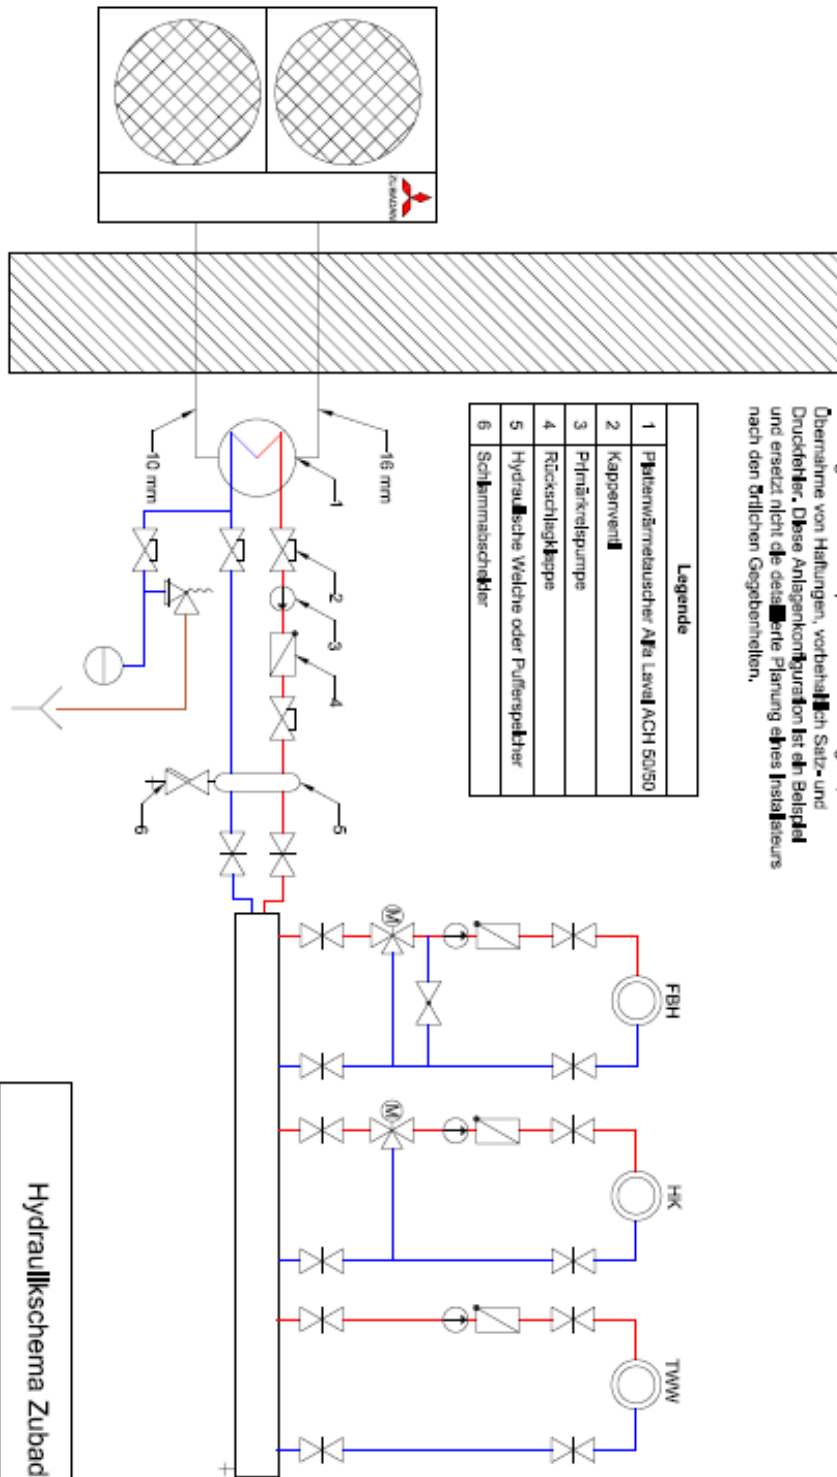 Übernahme von Haftungen, vorbehaltlich Satz- und
Druckfehler. Diese Anlagenkonfiguration ist ein Beispiel
und ersetzt nicht die detaillierte Planung eines Installateurs
nach den örtlichen Gegebenheiten.
Legende
1 Plattenwärmetauscher Alfa Laval ACH 50/50
2 Kappenventil
3 Primärkreispumpe
4 Rückschlagklappe
5 Hydraulische Weiche oder Pufferspeicher
6 Schlammabscheider
ZUBADAN
16 mm
10 mm
1
2
3
4
5
6
FBH
HK
TWW
M
M
Hydraulikschema Zubad